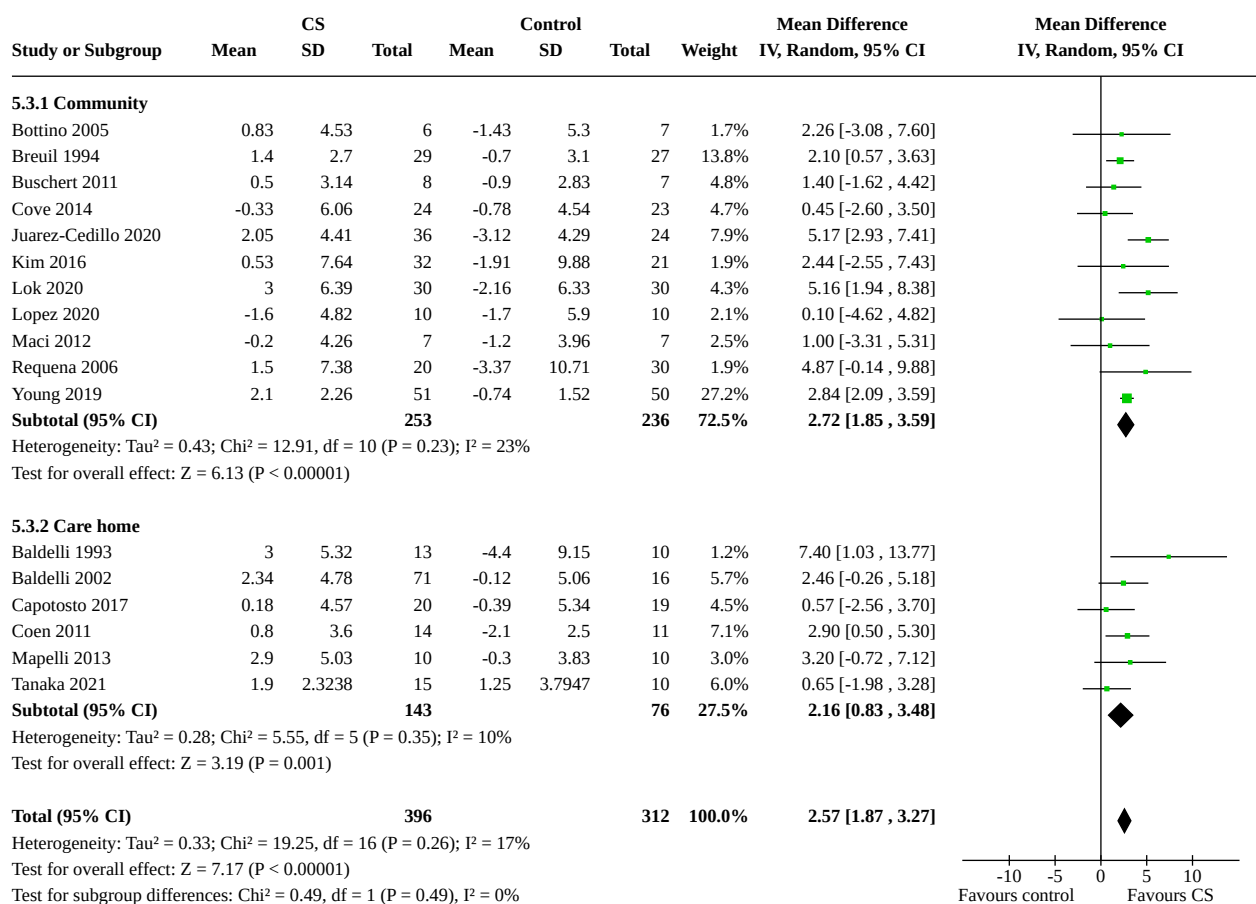 CS Control Mean Difference Mean Difference
Study or Subgroup Mean SD Total Mean SD Total Weight IV, Random, 95% CI IV, Random, 95% CI
5.3.1 Community
Bottino 2005 0.83 4.53 6 -1.43 5.3 7 1.7% 2.26 [-3.08 , 7.60]
Breuil 1994 1.4 2.7 29 -0.7 3.1 27 13.8% 2.10 [0.57 , 3.63]
Buschert 2011 0.5 3.14 8 -0.9 2.83 7 4.8% 1.40 [-1.62 , 4.42]
Cove 2014 -0.33 6.06 24 -0.78 4.54 23 4.7% 0.45 [-2.60 , 3.50]
Juarez-Cedillo 2020 2.05 4.41 36 -3.12 4.29 24 7.9% 5.17 [2.93 , 7.41]
Kim 2016 0.53 7.64 32 -1.91 9.88 21 1.9% 2.44 [-2.55 , 7.43]
Lok 2020 3 6.39 30 -2.16 6.33 30 4.3% 5.16 [1.94 , 8.38]
Lopez 2020 -1.6 4.82 10 -1.7 5.9 10 2.1% 0.10 [-4.62 , 4.82]
Maci 2012 -0.2 4.26 7 -1.2 3.96 7 2.5% 1.00 [-3.31 , 5.31]
Requena 2006 1.5 7.38 20 -3.37 10.71 30 1.9% 4.87 [-0.14 , 9.88]
Young 2019 2.1 2.26 51 -0.74 1.52 50 27.2% 2.84 [2.09 , 3.59]
Subtotal (95% CI) 253 236 72.5% 2.72 [1.85 , 3.59]
Heterogeneity: Tau² = 0.43; Chi² = 12.91, df = 10 (P = 0.23); I² = 23%
Test for overall effect: Z = 6.13 (P < 0.00001)
5.3.2 Care home
Baldelli 1993 3 5.32 13 -4.4 9.15 10 1.2% 7.40 [1.03 , 13.77]
Baldelli 2002 2.34 4.78 71 -0.12 5.06 16 5.7% 2.46 [-0.26 , 5.18]
Capotosto 2017 0.18 4.57 20 -0.39 5.34 19 4.5% 0.57 [-2.56 , 3.70]
Coen 2011 0.8 3.6 14 -2.1 2.5 11 7.1% 2.90 [0.50 , 5.30]
Mapelli 2013 2.9 5.03 10 -0.3 3.83 10 3.0% 3.20 [-0.72 , 7.12]
Tanaka 2021 1.9 2.3238 15 1.25 3.7947 10 6.0% 0.65 [-1.98 , 3.28]
Subtotal (95% CI) 143 76 27.5% 2.16 [0.83 , 3.48]
Heterogeneity: Tau² = 0.28; Chi² = 5.55, df = 5 (P = 0.35); I² = 10%
Test for overall effect: Z = 3.19 (P = 0.001)
Total (95% CI) 396 312 100.0% 2.57 [1.87 , 3.27]
Heterogeneity: Tau² = 0.33; Chi² = 19.25, df = 16 (P = 0.26); I² = 17%
Test for overall effect: Z = 7.17 (P < 0.00001)
Test for subgroup differences: Chi² = 0.49, df = 1 (P = 0.49), I² = 0%
-10 -5 0 5 10
Favours control Favours CS